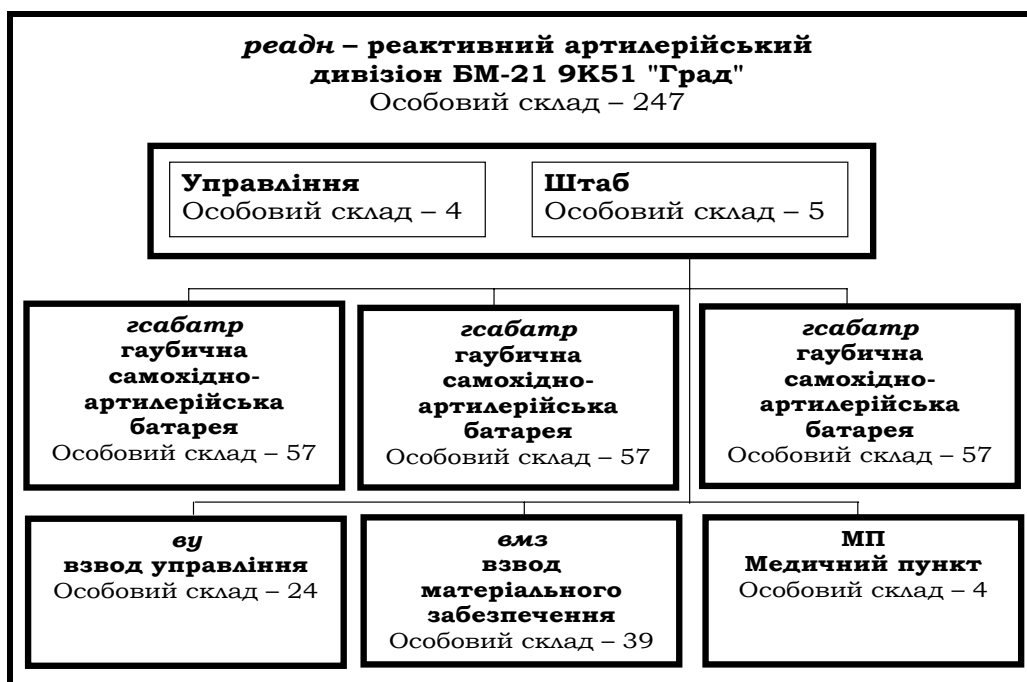 реадн – реактивний артилерійський
дивізіон БМ-21 9К51 "Град"
Особовий склад – 247
Управління
Особовий склад – 4
Штаб
Особовий склад – 5
гсабатр
гаубична
самохідно-
артилерійська
батарея
Особовий склад – 57
гсабатр
гаубична
самохідно-
артилерійська
батарея
Особовий склад – 57
гсабатр
гаубична
самохідно-
артилерійська
батарея
Особовий склад – 57
ву
взвод управління
Особовий склад – 24
вмз
взвод
матеріального
забезпечення
Особовий склад – 39
МП
Медичний пункт
Особовий склад – 4